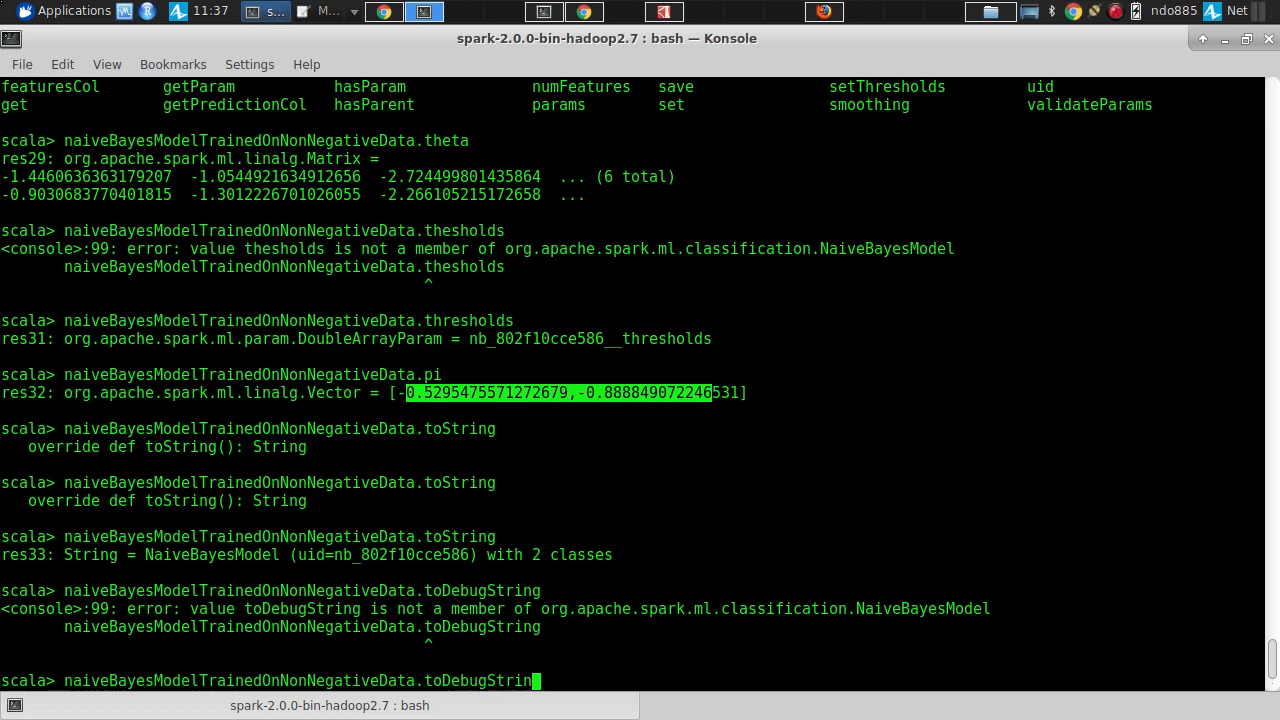 Applications 11:37 s... M... ndo885 Net
spark-2.0.0-bin-hadoop2.7 : bash — Konsole
File Edit View Bookmarks Settings Help
featuresCol getParam hasParam numFeatures save setThresholds uid
get getPredictionCol hasParent params set smoothing validateParams
scala> naiveBayesModelTrainedOnNonNegativeData.theta
res29: org.apache.spark.ml.linalg.Matrix =
-1.4460636363179207 -1.0544921634912656 -2.724499801435864 ... (6 total)
-0.9030683770401815 -1.3012226701026055 -2.266105215172658 ...
scala> naiveBayesModelTrainedOnNonNegativeData.thesholds
<console>:99: error: value thesholds is not a member of org.apache.spark.ml.classification.NaiveBayesModel
naiveBayesModelTrainedOnNonNegativeData.thesholds
^
scala> naiveBayesModelTrainedOnNonNegativeData.thresholds
res31: org.apache.spark.ml.param.DoubleArrayParam = nb_802f10cce586__thresholds
scala> naiveBayesModelTrainedOnNonNegativeData.pi
res32: org.apache.spark.ml.linalg.Vector = [-0.5295475571272679,-0.888849072246531]
scala> naiveBayesModelTrainedOnNonNegativeData.toString
override def toString(): String
scala> naiveBayesModelTrainedOnNonNegativeData.toString
override def toString(): String
scala> naiveBayesModelTrainedOnNonNegativeData.toString
res33: String = NaiveBayesModel (uid=nb_802f10cce586) with 2 classes
scala> naiveBayesModelTrainedOnNonNegativeData.toDebugString
<console>:99: error: value toDebugString is not a member of org.apache.spark.ml.classification.NaiveBayesModel
naiveBayesModelTrainedOnNonNegativeData.toDebugString
^
scala> naiveBayesModelTrainedOnNonNegativeData.toDebugStrin
spark-2.0.0-bin-hadoop2.7 : bash